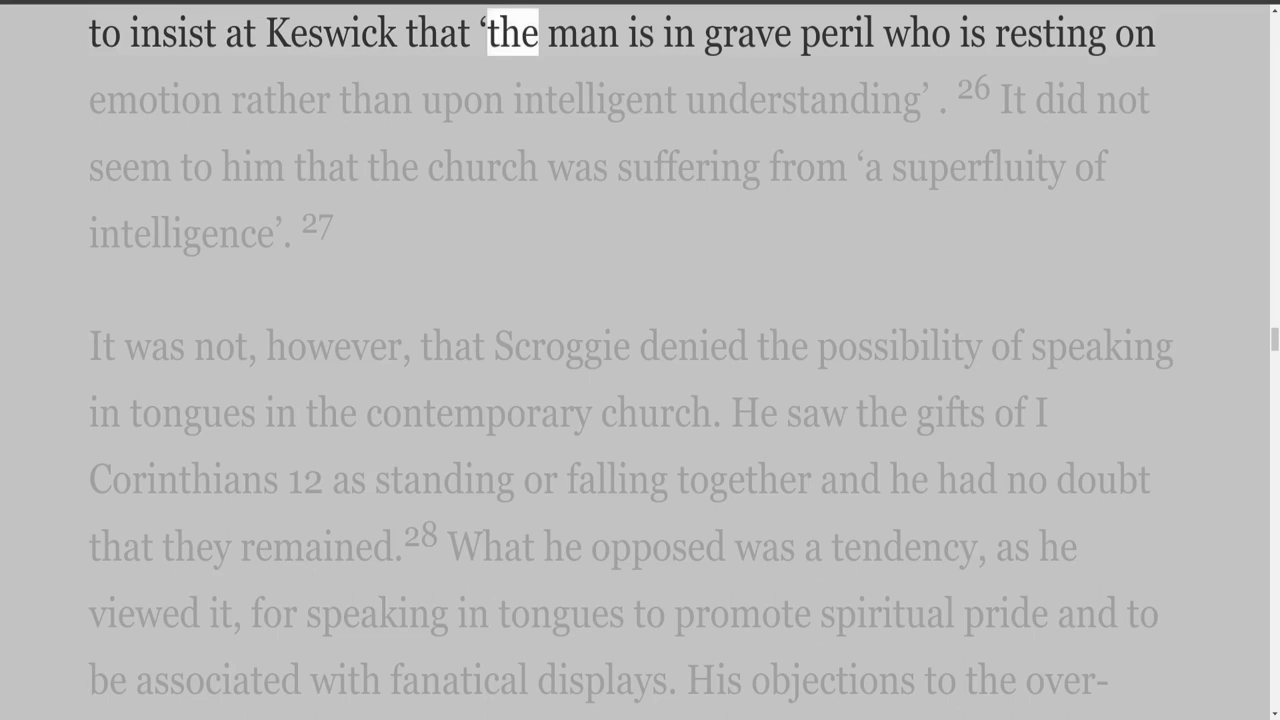 to insist at Keswick that ‘the man is in grave peril who is resting on
emotion rather than upon intelligent understanding’ . 26 It did not
seem to him that the church was suffering from ‘a superfluity of
intelligence’. 27
It was not, however, that Scroggie denied the possibility of speaking
in tongues in the contemporary church. He saw the gifts of I
Corinthians 12 as standing or falling together and he had no doubt
that they remained.28 What he opposed was a tendency, as he
viewed it, for speaking in tongues to promote spiritual pride and to
be associated with fanatical displays. His objections to the over-